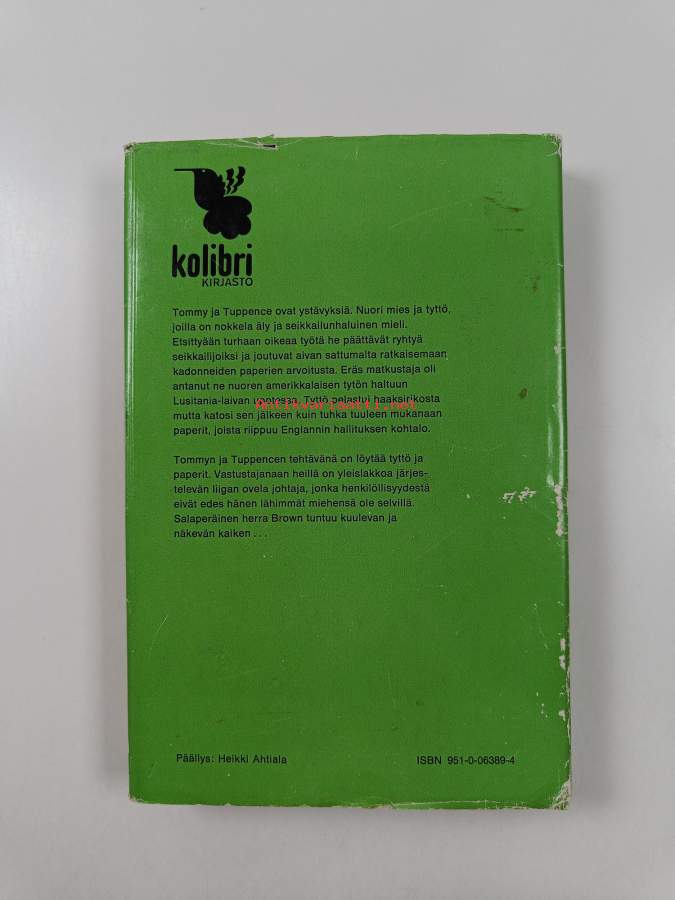 kolibri
KIRJASTO
Tommy ja Tuppence ovat ystävyksiä. Nuori mies ja tyttö,
joilla on nokkela äly ja seikkailunhaluinen mieli.
Etsittyään turhaan oikeaa työtä he päättävät ryhtyä
seikkailijoiksi ja joutuvat aivan sattumalta ratkaisemaan
kadonneiden paperien arvoitusta. Eräs matkustaja oli
antanut ne nuoren amerikkalaisen tytön haltuun
Lusitania-laivan upotessa. Tyttö pelastui haaksirikosta
Antikvariaatti.net
mutta katosi sen jälkeen kuin tuhka tuuleen mukanaan
paperit, joista riippuu Englannin hallituksen kohtalo.
Tommyn ja Tuppencen tehtävänä on löytää tyttö ja
paperit. Vastustajanaan heillä on yleislakkoa järjes-
televän liigan ovela johtaja, jonka henkilöllisyydestä
eivät edes hänen lähimmät miehensä ole selvillä.
Salaperäinen herra Brown tuntuu kuulevan ja
näkevän kaiken . . .
Päällys: Heikki Ahtiala
ISBN 951-0-06389-4